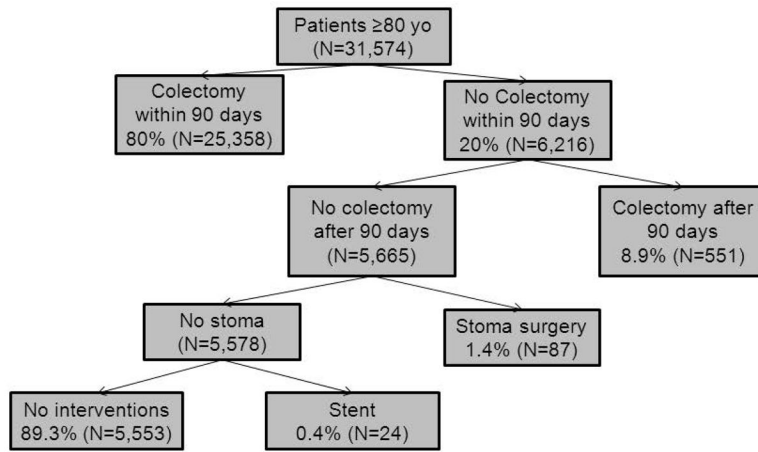 Patients ≥80 yo
(N=31,574)
Colectomy
within 90 days
80% (N=25,358)
No Colectomy
within 90 days
20% (N=6,216)
No colectomy
after 90 days
(N=5,665)
Colectomy after
90 days
8.9% (N=551)
No stoma
(N=5,578)
Stoma surgery
1.4% (N=87)
No interventions
89.3% (N=5,553)
Stent
0.4% (N=24)